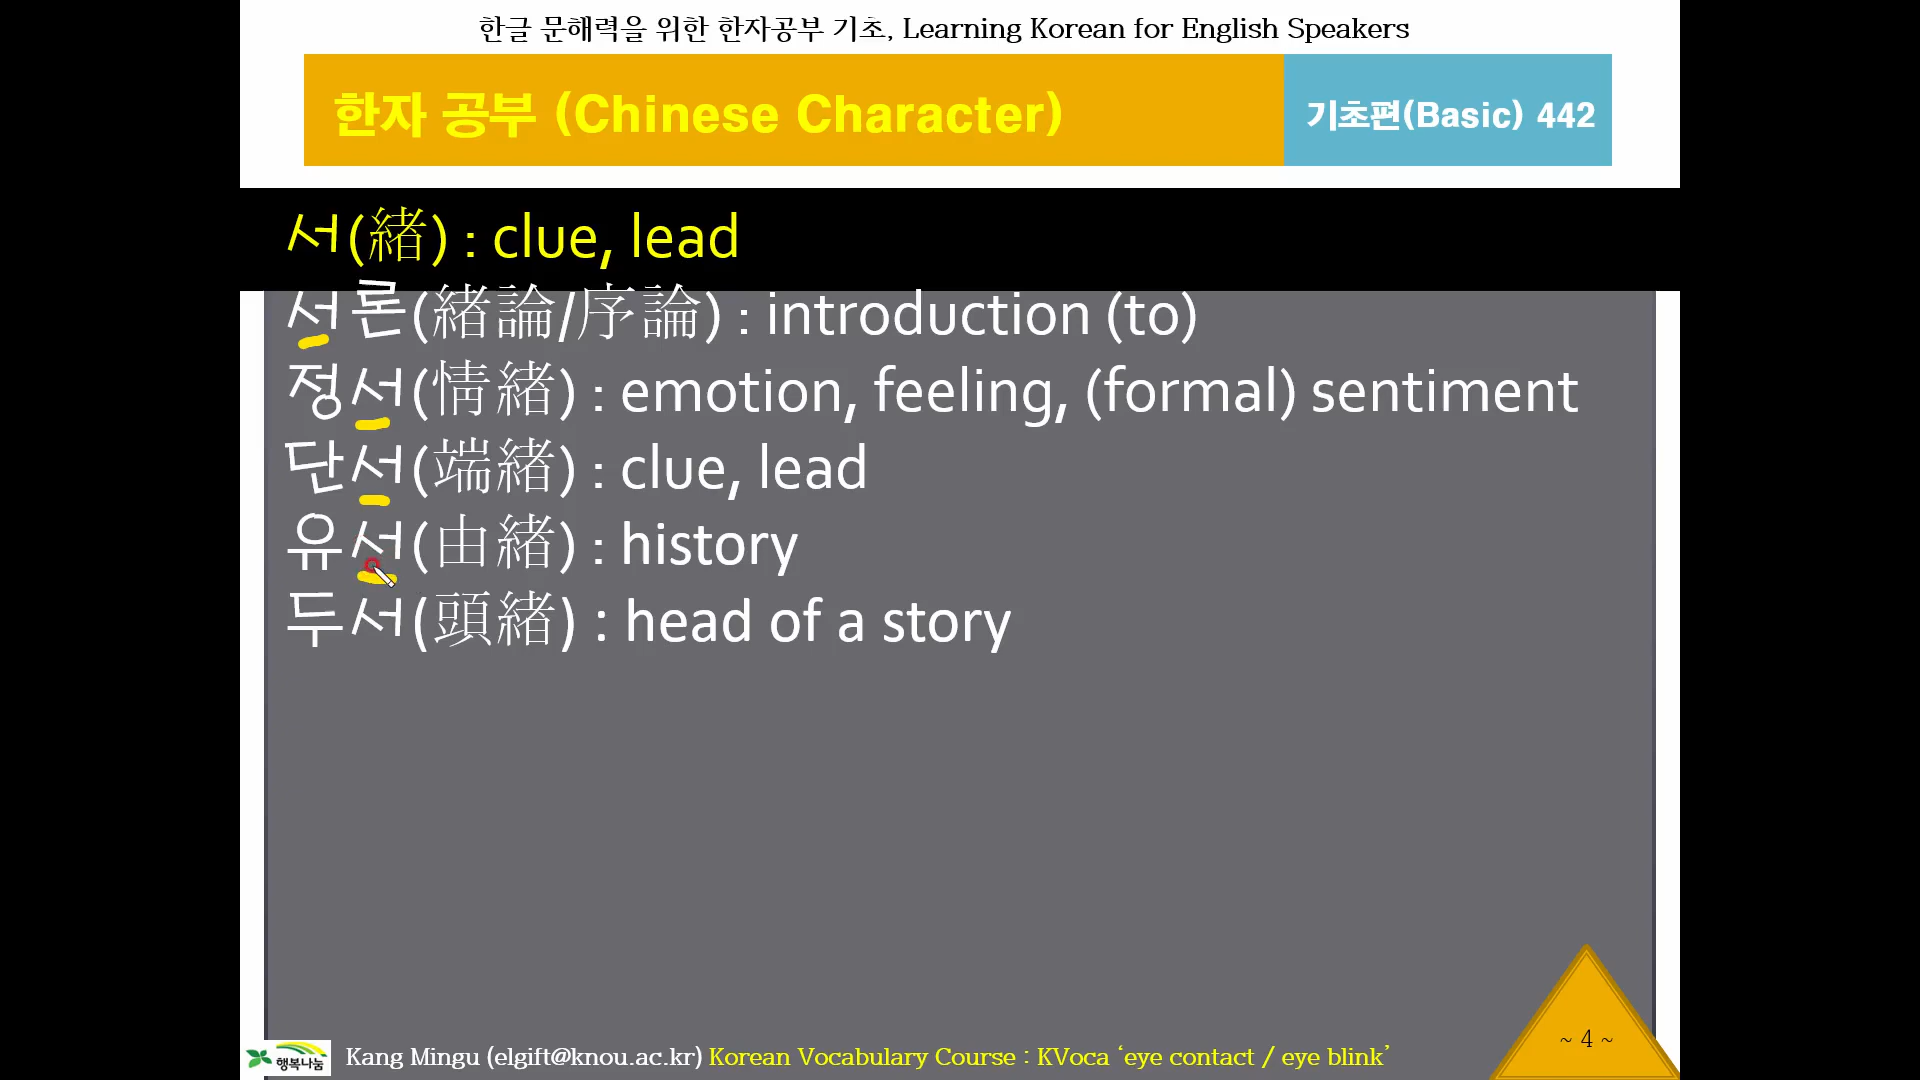 한글 문해력을 위한 한자공부 기초, Learning Korean for English Speakers
한자 공부 (Chinese Character)
기초편(Basic) 442
서(緖) : clue, lead
서론(緖論/序論) : introduction (to)
정서(情緖) : emotion, feeling, (formal) sentiment
단서(端緖) : clue, lead
유서(由緖) : history
두서(頭緖) : head of a story
~ 4 ~
행복나눔
Kang Mingu (elgift@knou.ac.kr) Korean Vocabulary Course : KVoca ‘eye contact / eye blink’